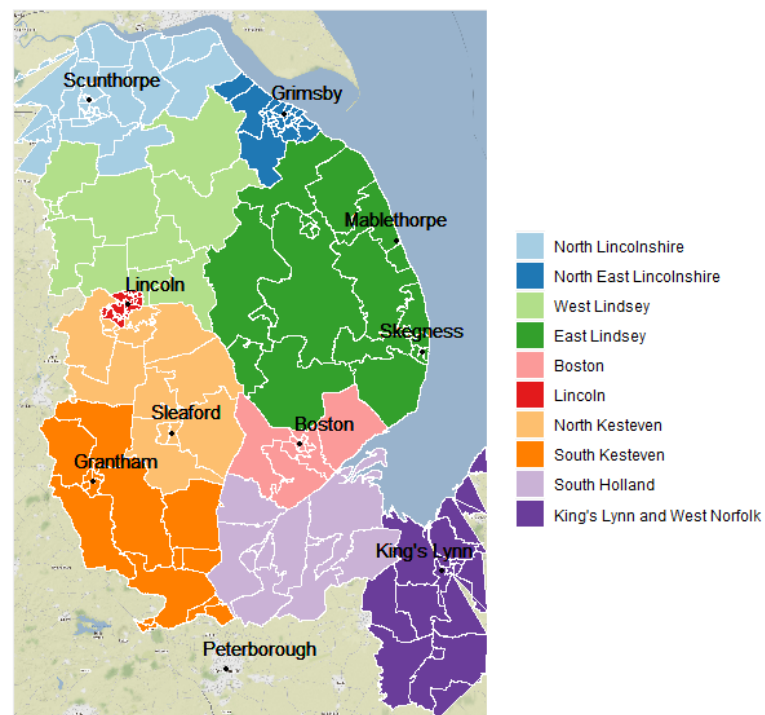 Scunthorpe
Grimsby
Mablethorpe
Lincoln
Skegness
Sleaford
Boston
Grantham
King's Lynn
Peterborough
North Lincolnshire
North East Lincolnshire
West Lindsey
East Lindsey
Boston
Lincoln
North Kesteven
South Kesteven
South Holland
King's Lynn and West Norfolk